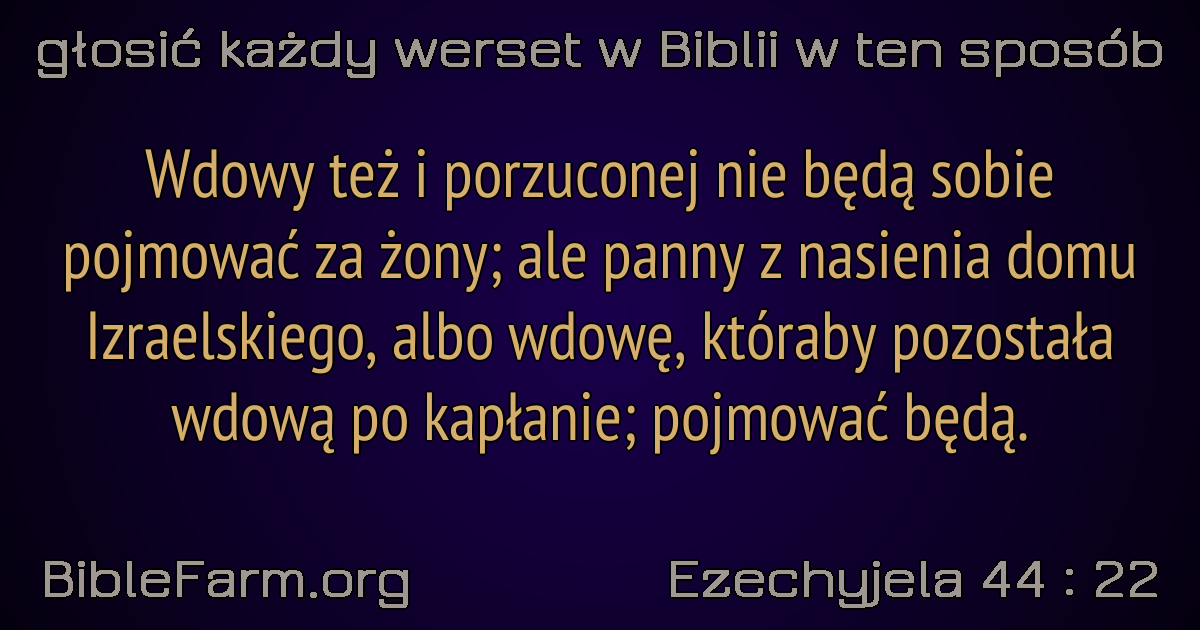 głosić każdy werset w Biblii w ten sposób
Wdowy też i porzuconej nie będą sobie
pojmować za żony; ale panny z nasienia domu
Izraelskiego, albo wdowę, któraby pozostała
wdową po kapłanie; pojmować będą.
BibleFarm.org
Ezechyjela 44 : 22